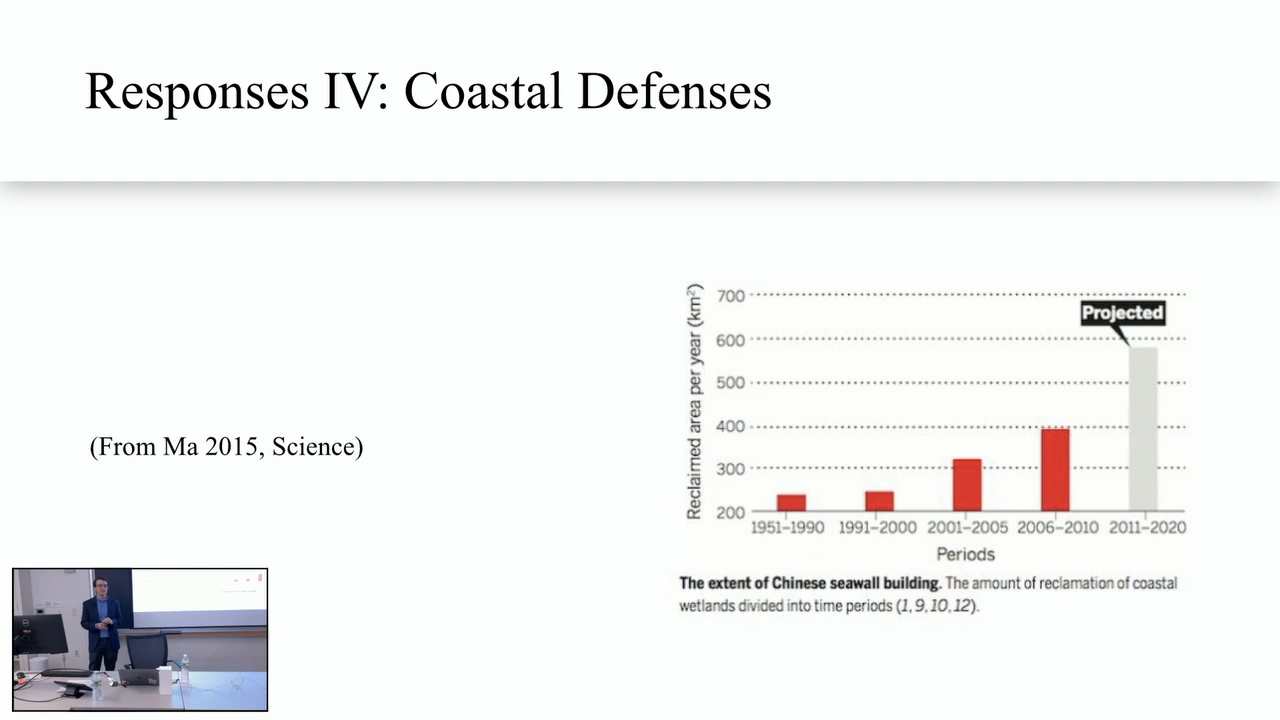 Responses IV: Coastal Defenses
(From Ma 2015, Science)
Reclaimed area per year (km²)
700
600
500
400
300
200
Projected
1951–1990 1991–2000 2001–2005 2006–2010 2011–2020
Periods
The extent of Chinese seawall building. The amount of reclamation of coastal
wetlands divided into time periods (1, 9, 10, 12).